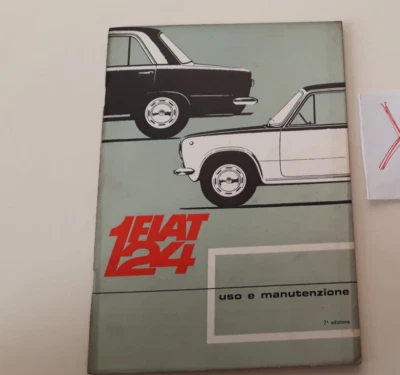 FIAT
124
uso e manutenzione
7ª edizione